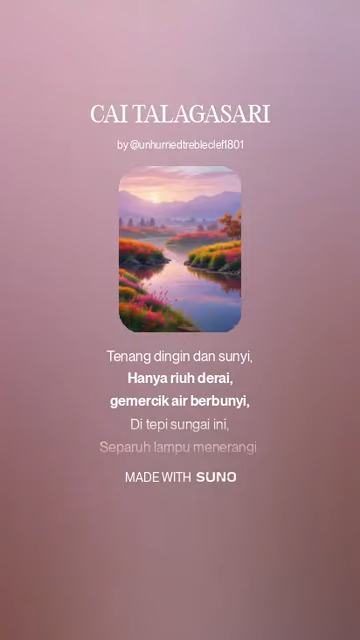 CAI TALAGASARI
by @unhurriedtrebleclef1801
Tenang dingin dan sunyi,
Hanya riuh derai,
gemercik air berbunyi,
Di tepi sungai ini,
Separuh lampu menerangi
MADE WITH SUNO